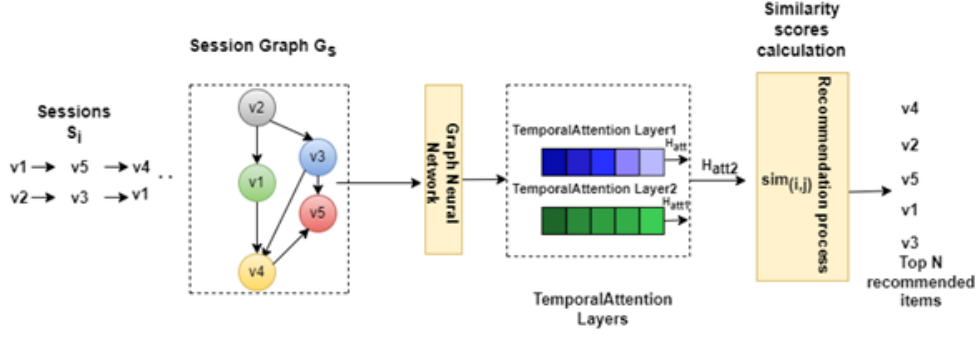 Sessions
Si
v1 v5 v4
v2 v3 v1
. .
Session Graph GS
v2
v3
v1
v5
v4
Graph Neural
Network
TemporalAttention Layer1
Hatt
TemporalAttention Layer2
Hatt1
TemporalAttention
Layers
Hatt2
Similarity
scores
calculation
sim(i,j)
Recommendation process
v4
v2
v5
v1
v3
Top N
recommended
items